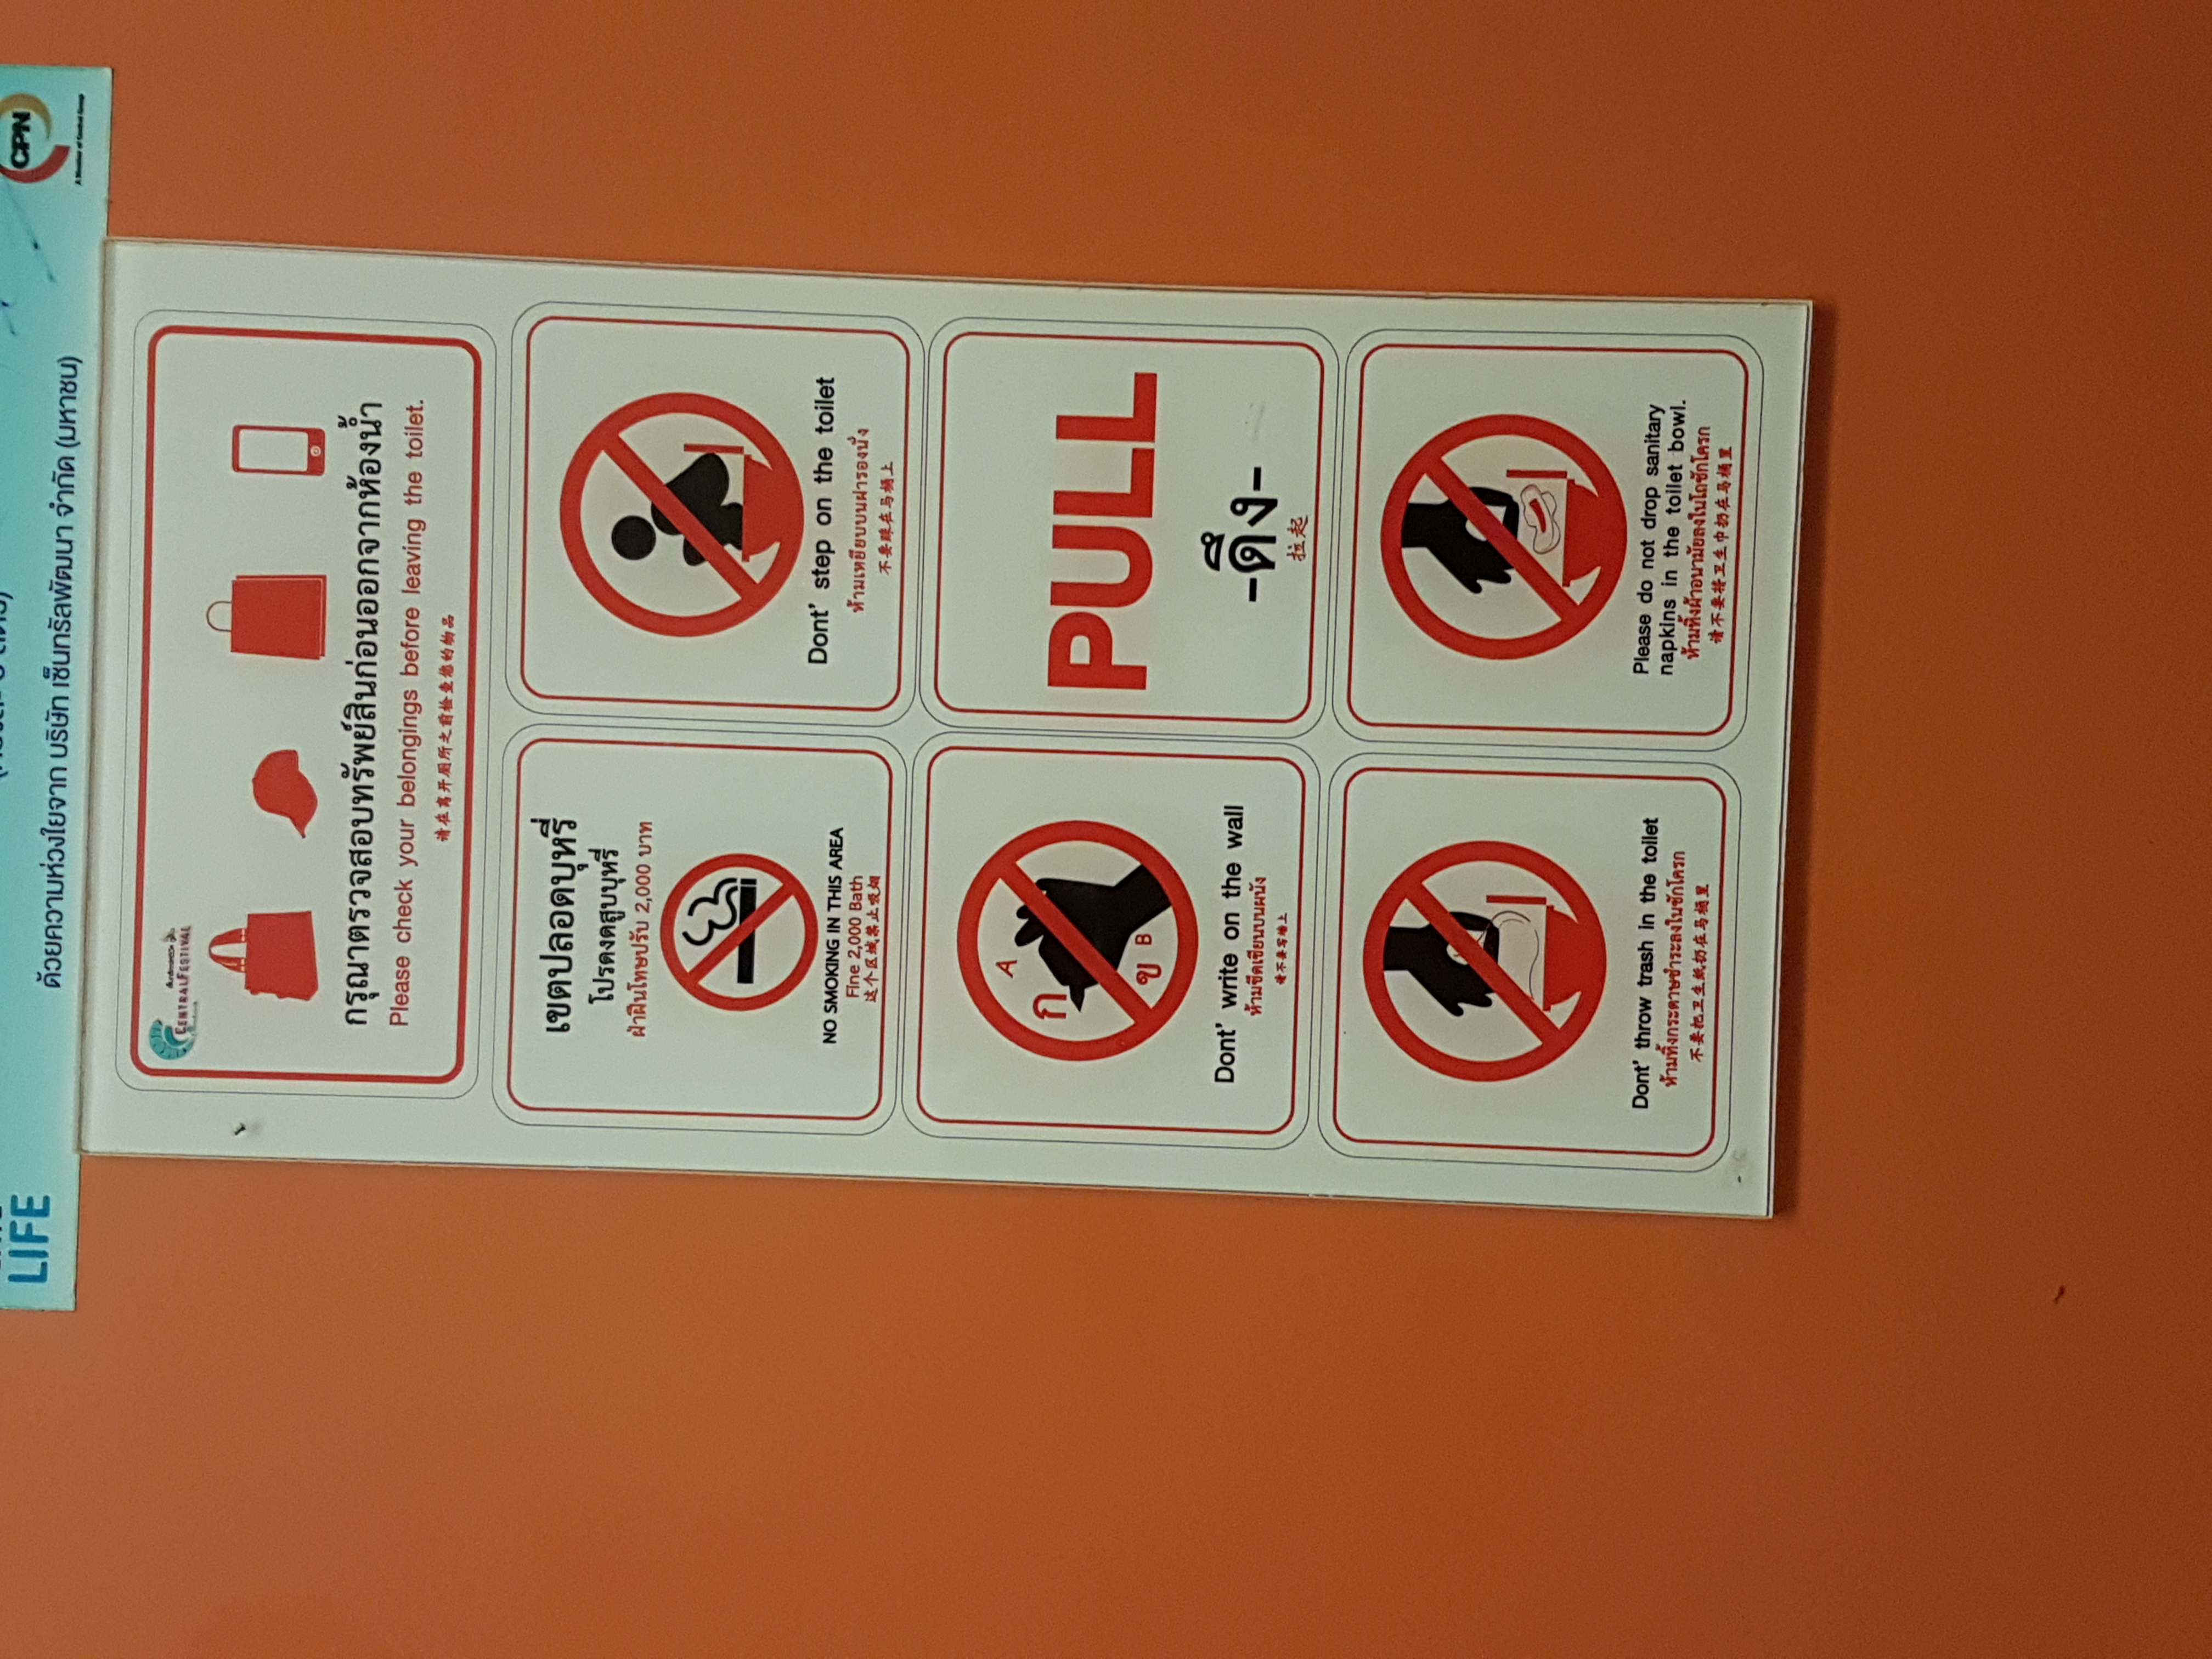 LIFE
ด้วยความห่วงใยจาก บริษัท เซ็นทรัลพัฒนา จำกัด (มหาชน)
CPN
A Member of Central Group
CENTRALFESTIVAL
กรุณาตรวจสอบทรัพย์สินก่อนออกจากห้องน้ำ
Please check your belongings before leaving the toilet.
请在离开厕所之前检查您的物品
เขตปลอดบุหรี่
โปรดงดสูบบุหรี่
ฝ่าฝืนโทษปรับ 2,000 บาท
NO SMOKING IN THIS AREA
Fine 2,000 Bath
这个区域禁止吸烟
Dont' step on the toilet
ห้ามเหยียบบนฝารองนั่ง
不要踩在马桶上
A
ก
ข B
Dont' write on the wall
ห้ามขีดเขียนบนผนัง
请不要写墙上
PULL
-ดึง-
拉起
Dont' throw trash in the toilet
ห้ามทิ้งกระดาษชำระลงในชักโครก
不要把卫生纸扔在马桶里
Please do not drop sanitary
napkins in the toilet bowl.
ห้ามทิ้งผ้าอนามัยลงในโถชักโครก
请不要将卫生巾扔在马桶里